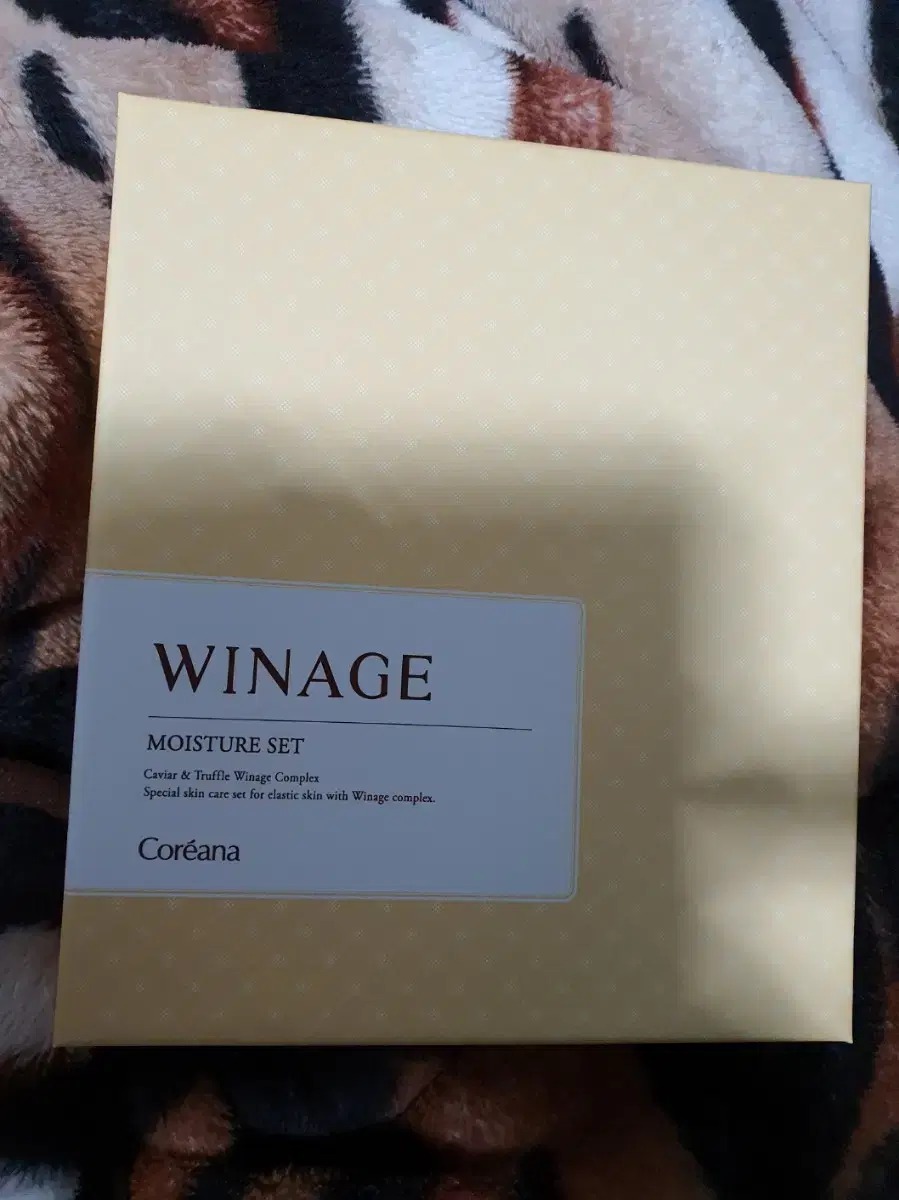 WINAGE
MOISTURE SET
Caviar & Truffle Winage Complex
Special skin care set for elastic skin with Winage complex.
Coréana